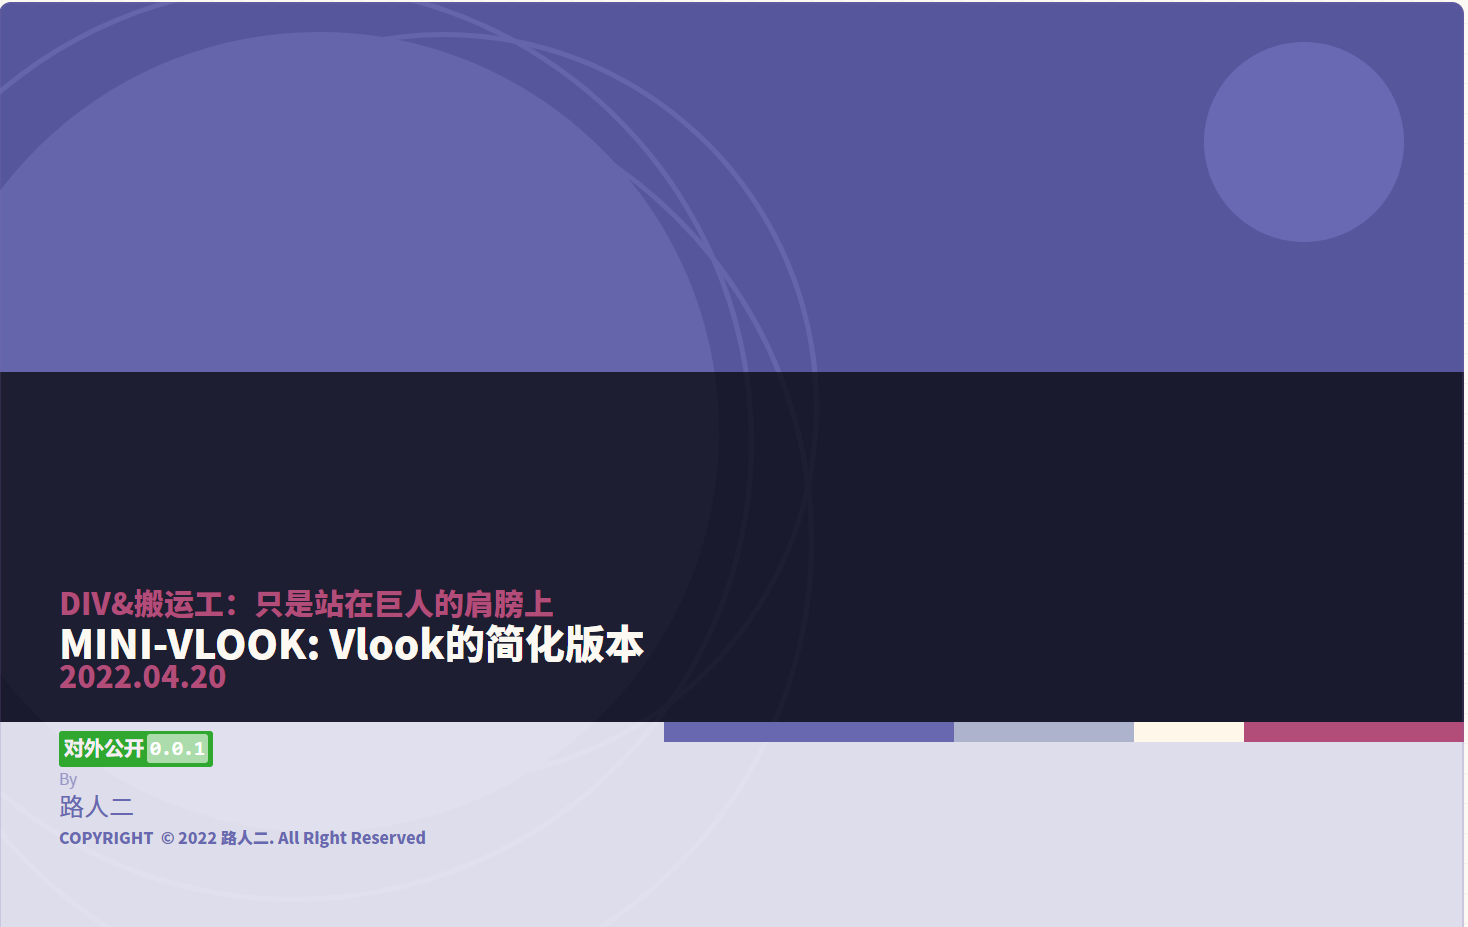 DIV&搬运工：只是站在巨人的肩膀上
MINI-VLOOK: Vlook的简化版本
2022.04.20
对外公开 0.0.1
By
路人二
COPYRIGHT © 2022 路人二. All RIght Reserved